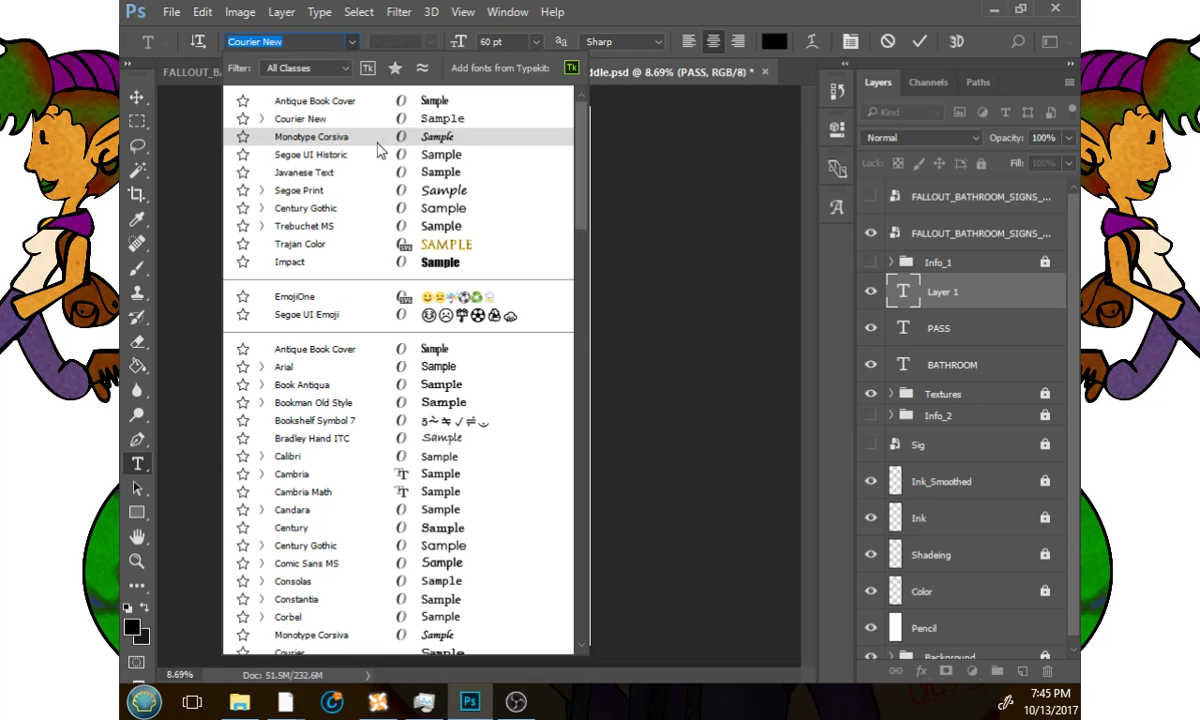 Ps File Edit Image Layer Type Select Filter 3D View Window Help
T Courier New 60 pt aa Sharp 3D
Filter: All Classes Tk Add fonts from Typekit: Tk
FALLOUT_B
ddle.psd @ 8.69% (PASS, RGB/8) *
Antique Book Cover O Sample
Courier New O Sample
Monotype Corsiva O Sample
Segoe UI Historic O Sample
Javanese Text O Sample
Segoe Print O Sample
Century Gothic O Sample
Trebuchet MS O Sample
Trajan Color SAMPLE
Impact O Sample
EmojiOne
Segoe UI Emoji O
Antique Book Cover O Sample
Arial O Sample
Book Antiqua O Sample
Bookman Old Style O Sample
Bookshelf Symbol 7 O
Bradley Hand ITC O Sample
Calibri O Sample
Cambria Sample
Cambria Math Sample
Candara O Sample
Century O Sample
Century Gothic O Sample
Comic Sans MS O Sample
Consolas O Sample
Constantia O Sample
Corbel O Sample
Monotype Corsiva O Sample
Courier Sample
Layers Channels Paths
Kind
Normal Opacity: 100%
Lock: Fill: 100%
FALLOUT_BATHROOM_SIGNS_...
FALLOUT_BATHROOM_SIGNS_...
Info_1
T Layer 1
T PASS
T BATHROOM
Textures
Info_2
Sig
Ink_Smoothed
Ink
Shadeing
Color
Pencil
Background
fx
8.69% Doc: 51.5M/232.6M
Ps
7:45 PM
10/13/2017